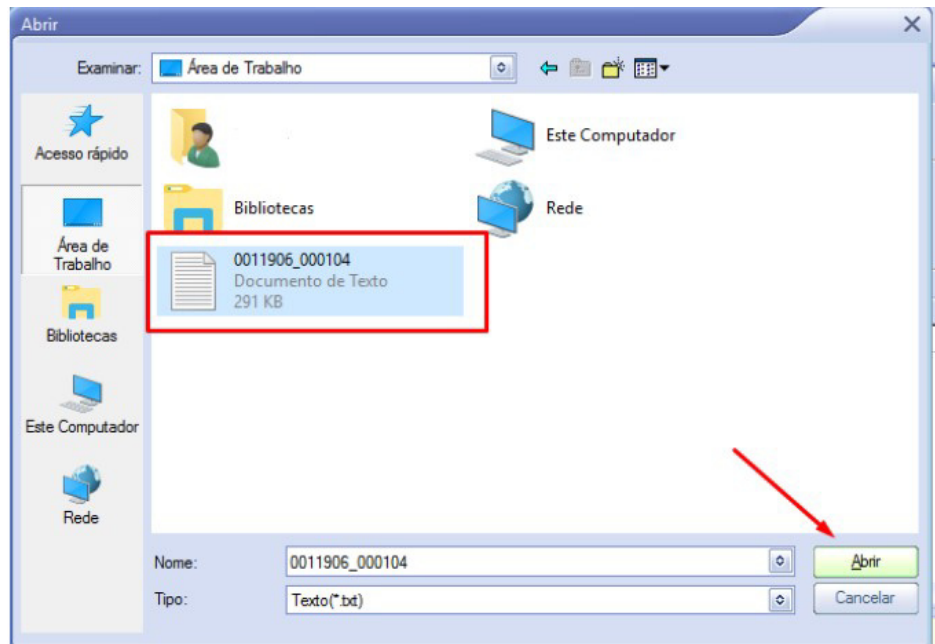 Abrir
Examinar:
Área de Trabalho
Acesso rápido
Área de
Trabalho
Bibliotecas
Este Computador
Rede
Este Computador
Bibliotecas
Rede
0011906_000104
Documento de Texto
291 KB
Nome:
0011906_000104
Abrir
Tipo:
Texto(*.txt)
Cancelar